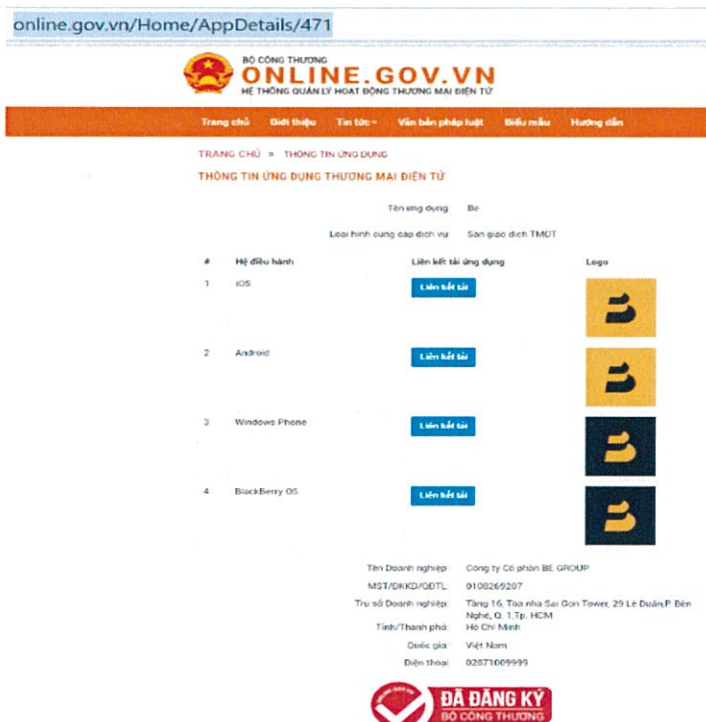 online.gov.vn/Home/AppDetails/471
BỘ CÔNG THƯƠNG
ONLINE.GOV.VN
HỆ THỐNG QUẢN LÝ HOẠT ĐỘNG THƯƠNG MẠI ĐIỆN TỬ
Trang chủ Giới thiệu Tin tức Văn bản pháp luật Biểu mẫu Hướng dẫn
TRANG CHỦ » THÔNG TIN ỨNG DỤNG
THÔNG TIN ỨNG DỤNG THƯƠNG MẠI ĐIỆN TỬ
Tên ứng dụng Be
Loại hình cung cấp dịch vụ: Sàn giao dịch TMĐT
# Hệ điều hành Liên kết tải ứng dụng Logo
1 iOS Liên kết tải
2 Android Liên kết tải
3 Windows Phone Liên kết tải
4 BlackBerry OS Liên kết tải
Tên Doanh nghiệp: Công ty Cổ phần BE GROUP
MST/ĐKKD/QĐTL: 0108269207
Trụ sở Doanh nghiệp: Tầng 16, Tòa nhà Sai Gon Tower, 29 Lê Duẩn,P. Bến
Nghé, Q. 1,Tp. HCM
Tỉnh/Thành phố: Hồ Chí Minh
Quốc gia: Việt Nam
Điện thoại: 02871009999
ONLINE.GOV.VN
ĐÃ ĐĂNG KÝ
BỘ CÔNG THƯƠNG